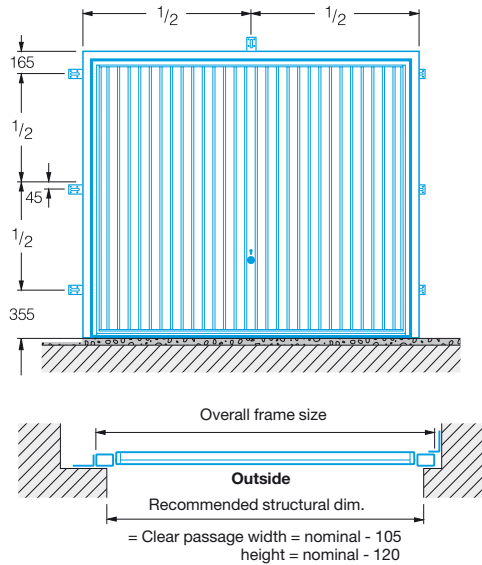 1/2 1/2
165
1/2
45
1/2
355
Overall frame size
Outside
Recommended structural dim.
= Clear passage width = nominal - 105
height = nominal - 120